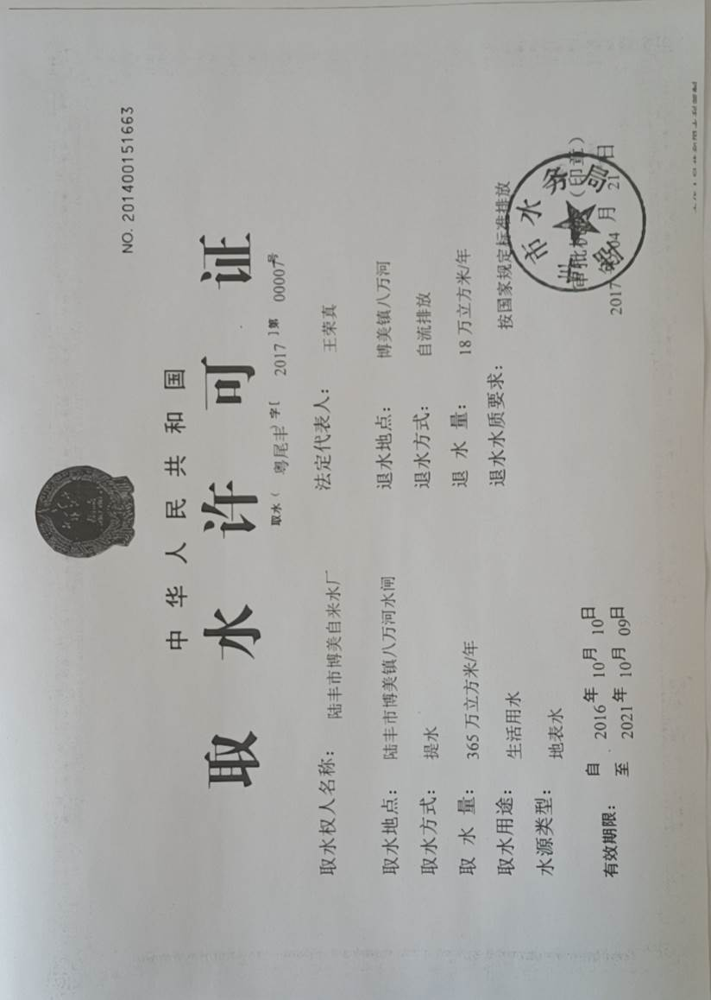 NO. 201400151663
中华人民共和国
取水许可证
取水（粤尾丰）字〔2017〕第00007号
取水权人名称： 陆丰市博美自来水厂 法定代表人： 王荣真
取水地点： 陆丰市博美镇八万河水闸 退水地点： 博美镇八万河
取水方式： 提水 退水方式： 自流排放
取水量： 365万立方米/年 退水量： 18万立方米/年
取水用途： 生活用水 退水水质要求： 按国家规定标准排放
水源类型： 地表水
审批机关（印章）
有效期限： 自 2016年10月10日
至 2021年10月09日
2017年04月21日
市水务局